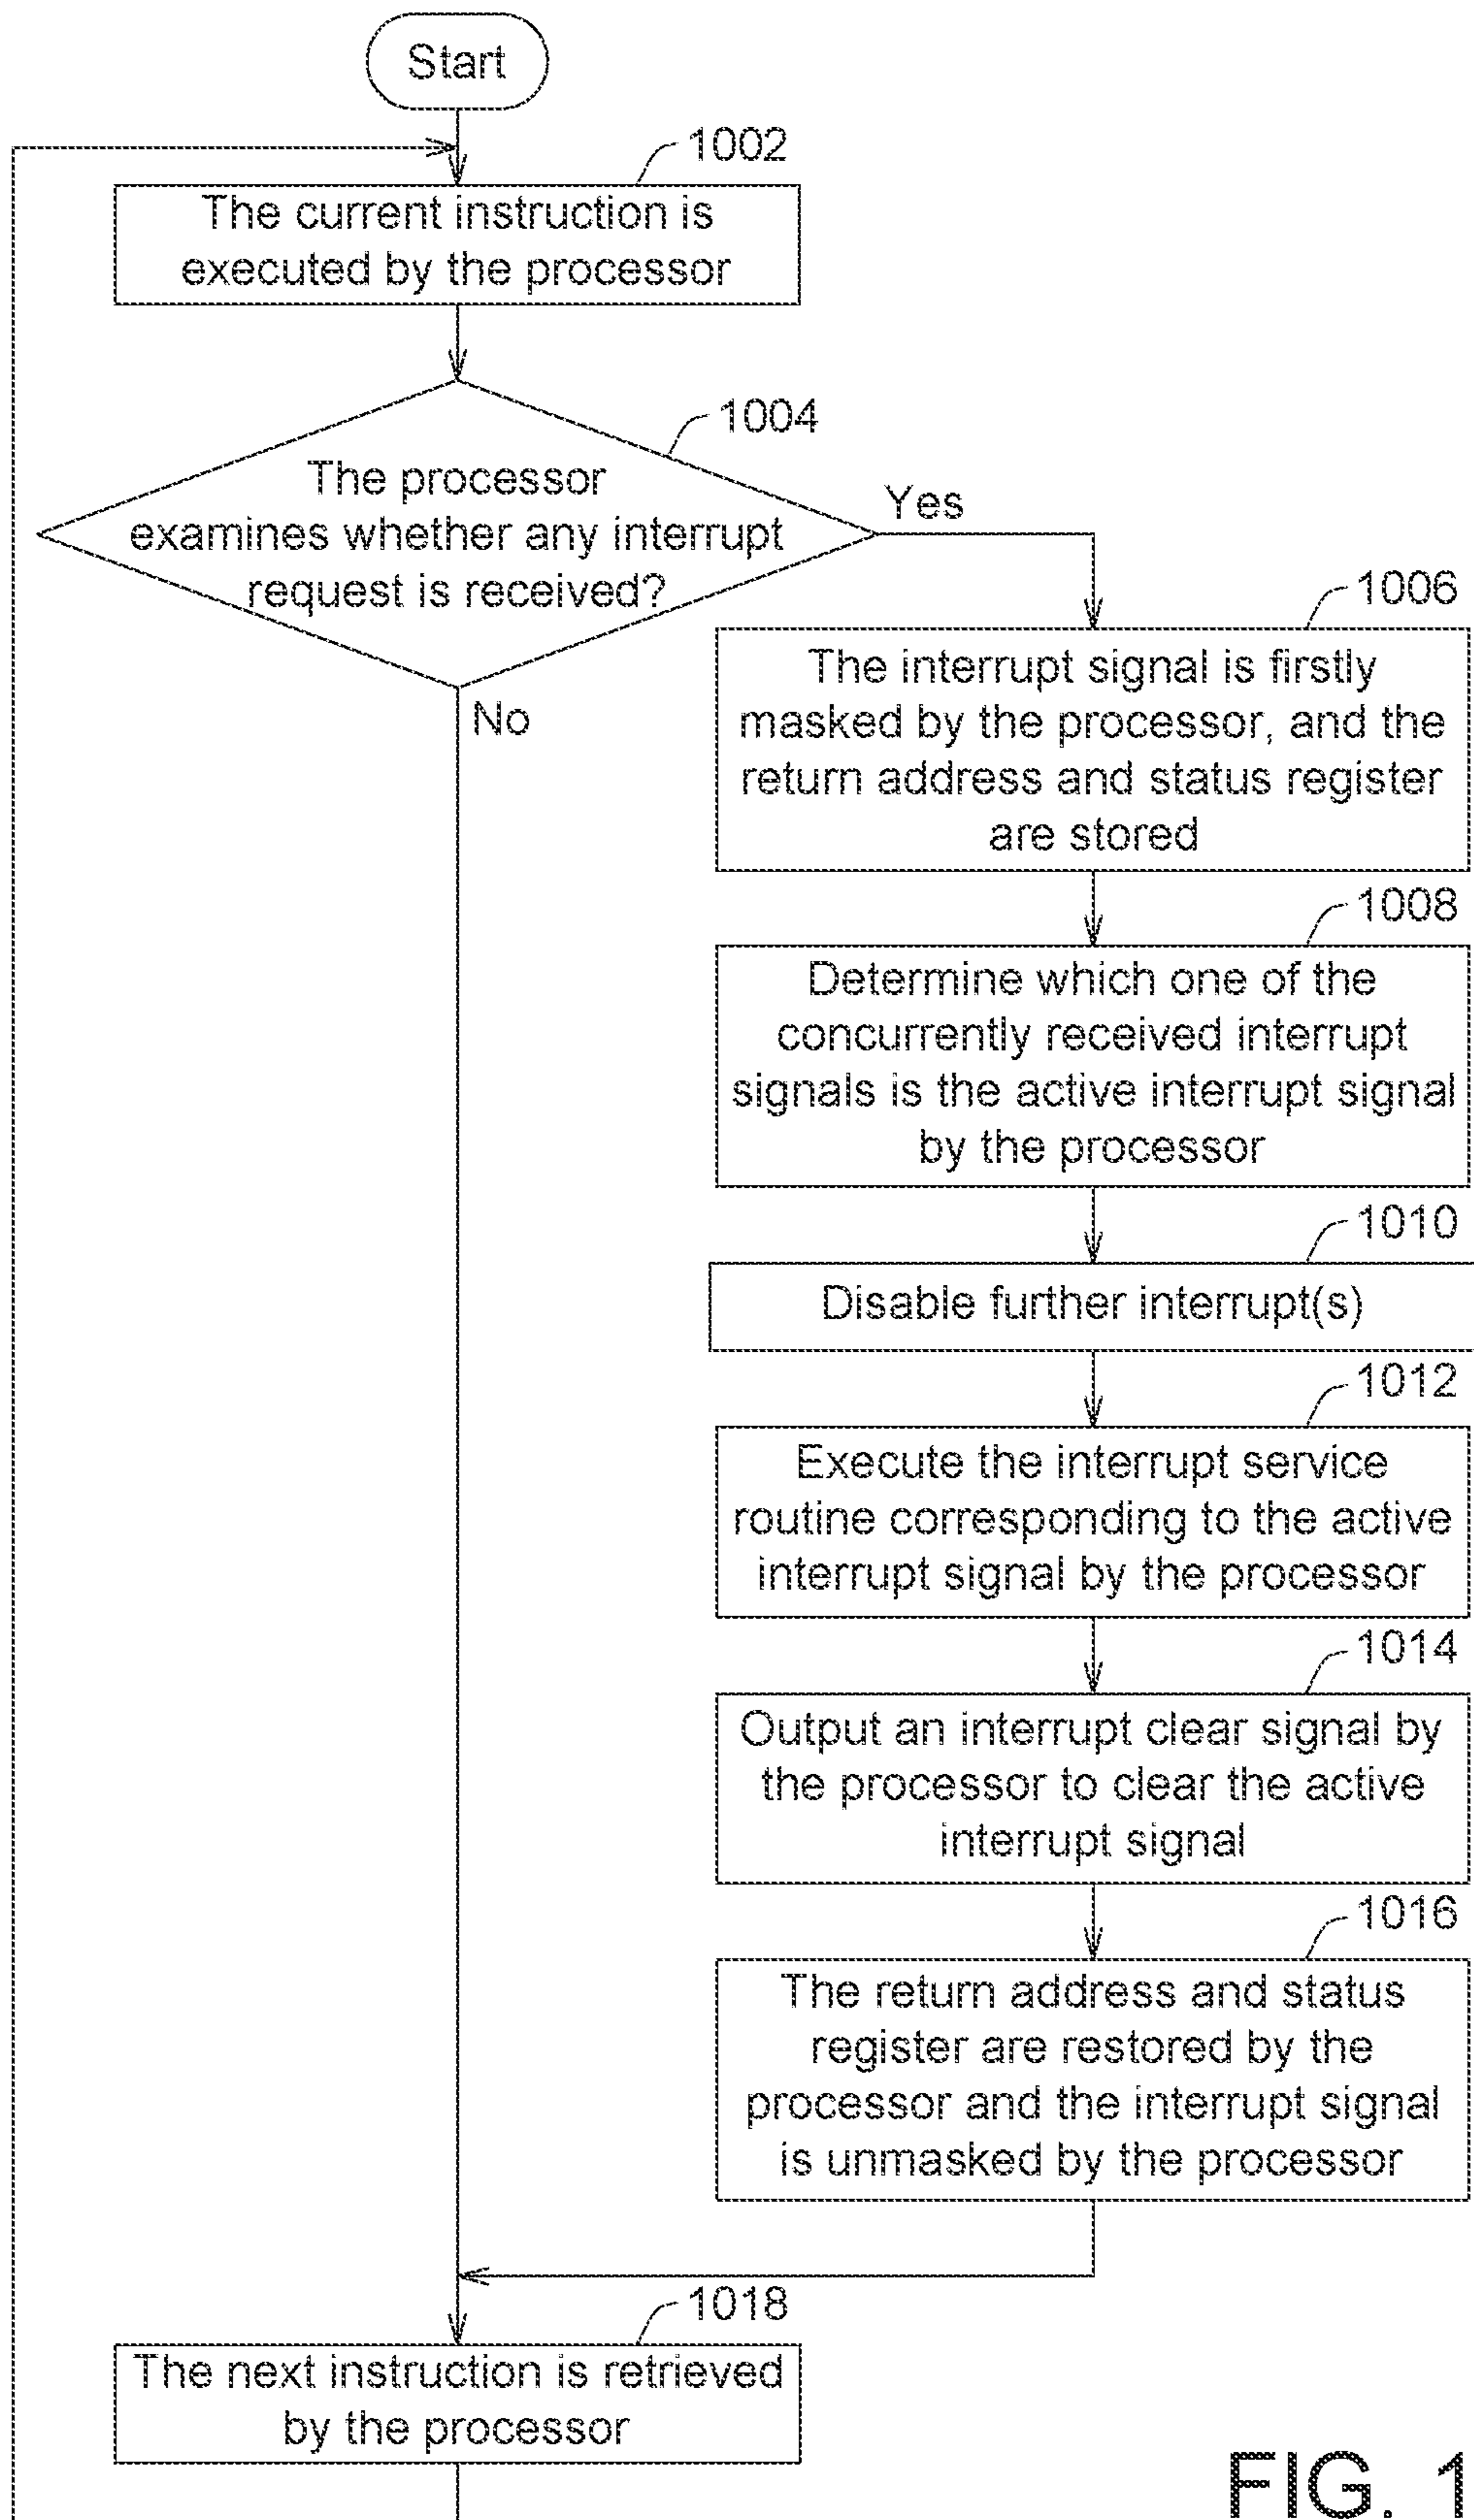 Start
1002
The current instruction is
executed by the processor
1004
The processor
examines whether any interrupt
request is received?
Yes
No
1006
The interrupt signal is firstly
masked by the processor, and the
return address and status register
are stored
1008
Determine which one of the
concurrently received interrupt
signals is the active interrupt signal
by the processor
1010
Disable further interrupt(s)
1012
Execute the interrupt service
routine corresponding to the active
interrupt signal by the processor
1014
Output an interrupt clear signal by
the processor to clear the active
interrupt signal
1016
The return address and status
register are restored by the
processor and the interrupt signal
is unmasked by the processor
1018
The next instruction is retrieved
by the processor
FIG. 1